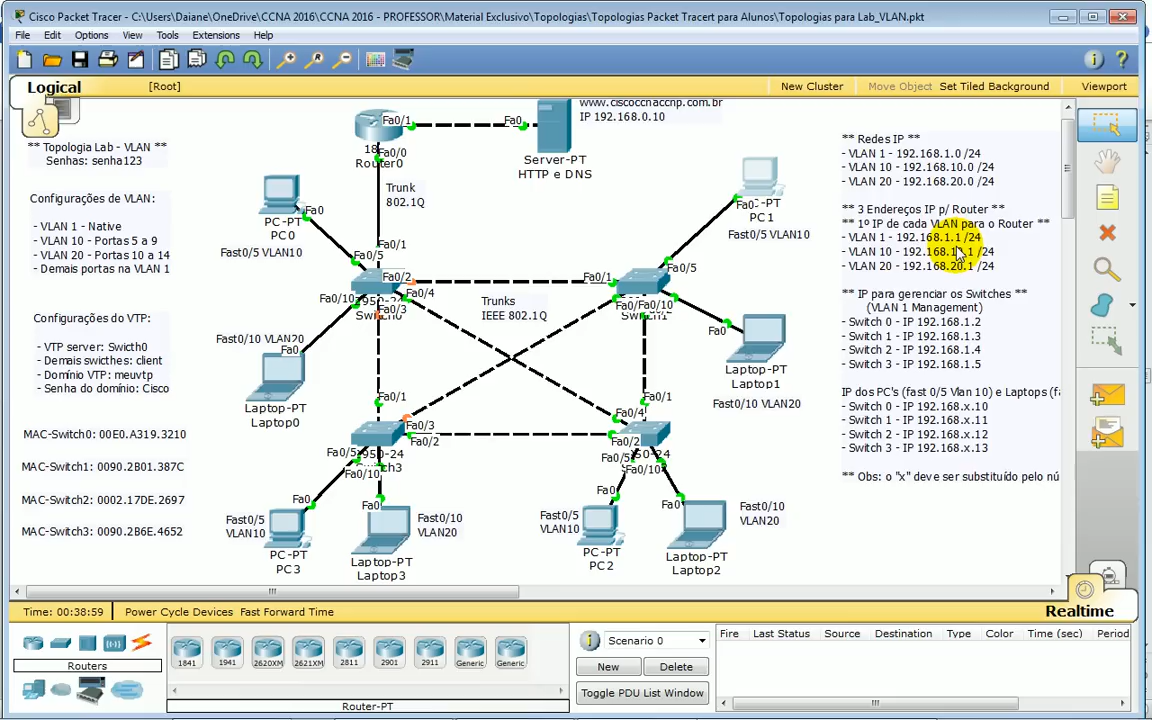 Cisco Packet Tracer - C:\Users\Daiane\OneDrive\CCNA 2016\CCNA 2016 - PROFESSOR\Material Exclusivo\Topologias\Topologias Packet Tracert para Alunos\Topologias para Lab_VLAN.pkt
File Edit Options View Tools Extensions Help
Logical [Root] New Cluster Move Object Set Tiled Background Viewport
** Topologia Lab - VLAN **
Senhas: senha123
Configurações de VLAN:
- VLAN 1 - Native
- VLAN 10 - Portas 5 a 9
- VLAN 20 - Portas 10 a 14
- Demais portas na VLAN 1
Configurações do VTP:
- VTP server: Swicth0
- Demais swicthes: client
- Domínio VTP: meuvtp
- Senha do domínio: Cisco
MAC-Switch0: 00E0.A319.3210
MAC-Switch1: 0090.2B01.387C
MAC-Switch2: 0002.17DE.2697
MAC-Switch3: 0090.2B6E.4652
www.ciscoccnaccnp.com.br
IP 192.168.0.10
Fa0/1
Fa0
Fa0/0
Router0
Server-PT
HTTP e DNS
Trunk
802.1Q
Fa0
PC-PT
PC0
Fast0/5 VLAN10
Fa0/1
Fa0/5
Fa0/2
Fa0/4
Fa0/10
Fa0/3
Fast0/10 VLAN20
Fa0
Laptop-PT
Laptop0
Trunks
IEEE 802.1Q
Fa0
PC1
Fast0/5 VLAN10
Fa0/1
Fa0/5
Fa0/10
Fa0
Laptop-PT
Laptop1
Fast0/10 VLAN20
Fa0/1
Fa0/3
Fa0/2
Fa0/5
Fa0/10
Fa0
Fa0
Fast0/5
VLAN10
PC-PT
PC3
Fast0/10
VLAN20
Laptop-PT
Laptop3
Fa0/1
Fa0/4
Fa0/2
Fa0/5
Fa0/10
Fa0
Fa0
Fast0/5
VLAN10
PC-PT
PC2
Fast0/10
VLAN20
Laptop-PT
Laptop2
** Redes IP **
- VLAN 1 - 192.168.1.0 /24
- VLAN 10 - 192.168.10.0 /24
- VLAN 20 - 192.168.20.0 /24
** 3 Endereços IP p/ Router **
** 1º IP de cada VLAN para o Router **
- VLAN 1 - 192.168.1.1 /24
- VLAN 10 - 192.168.10.1 /24
- VLAN 20 - 192.168.20.1 /24
** IP para gerenciar os Switches **
(VLAN 1 Management)
- Switch 0 - IP 192.168.1.2
- Switch 1 - IP 192.168.1.3
- Switch 2 - IP 192.168.1.4
- Switch 3 - IP 192.168.1.5
IP dos PC's (fast 0/5 Vlan 10) e Laptops (
- Switch 0 - IP 192.168.x.10
- Switch 1 - IP 192.168.x.11
- Switch 2 - IP 192.168.x.12
- Switch 3 - IP 192.168.x.13
** Obs: o "x" deve ser substituído pelo nú
Time: 00:38:59 Power Cycle Devices Fast Forward Time
Realtime
Routers
1841 1941 2620XM 2621XM 2811 2901 2911 Generic Generic
Router-PT
Scenario 0
New Delete
Toggle PDU List Window
Fire Last Status Source Destination Type Color Time (sec) Period